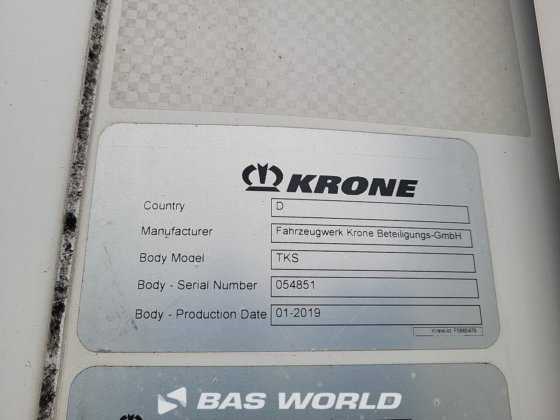 KRONE
Country D
Manufacturer Fahrzeugwerk Krone Beteiligungs-GmbH
Body Model TKS
Body - Serial Number 054851
Body - Production Date 01-2019
BAS WORLD